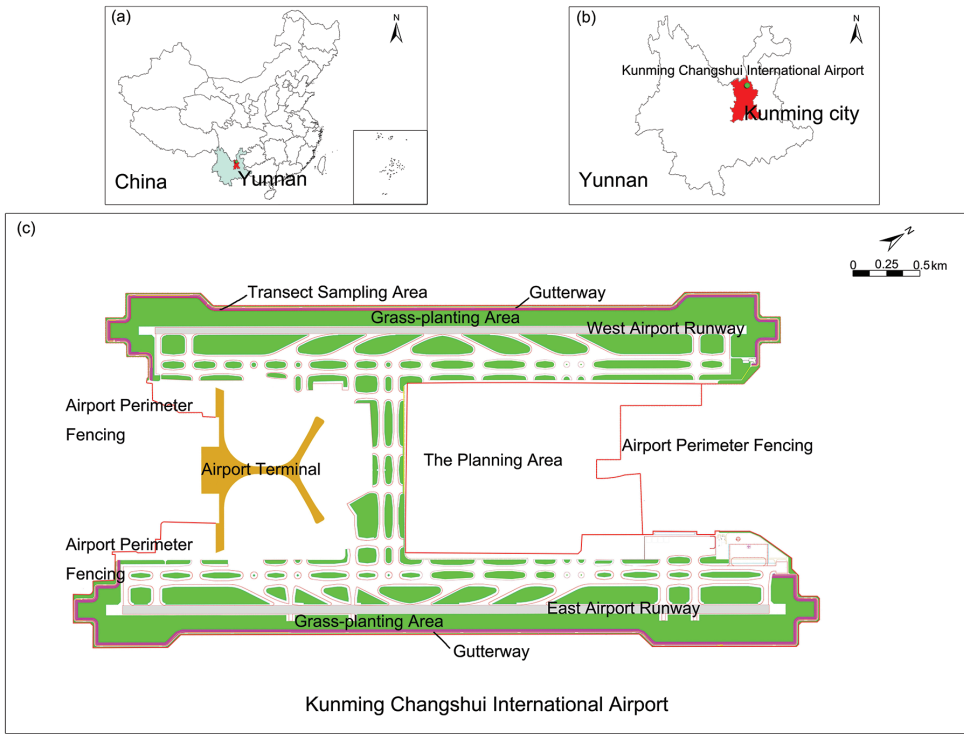 (a)
N
China
Yunnan
(b)
N
Kunming Changshui International Airport
Kunming city
Yunnan
(c)
N
0 0.25 0.5 km
Transect Sampling Area
Gutterway
Grass-planting Area
West Airport Runway
Airport Perimeter
Fencing
Airport Terminal
The Planning Area
Airport Perimeter Fencing
Airport Perimeter
Fencing
East Airport Runway
Grass-planting Area
Gutterway
Kunming Changshui International Airport